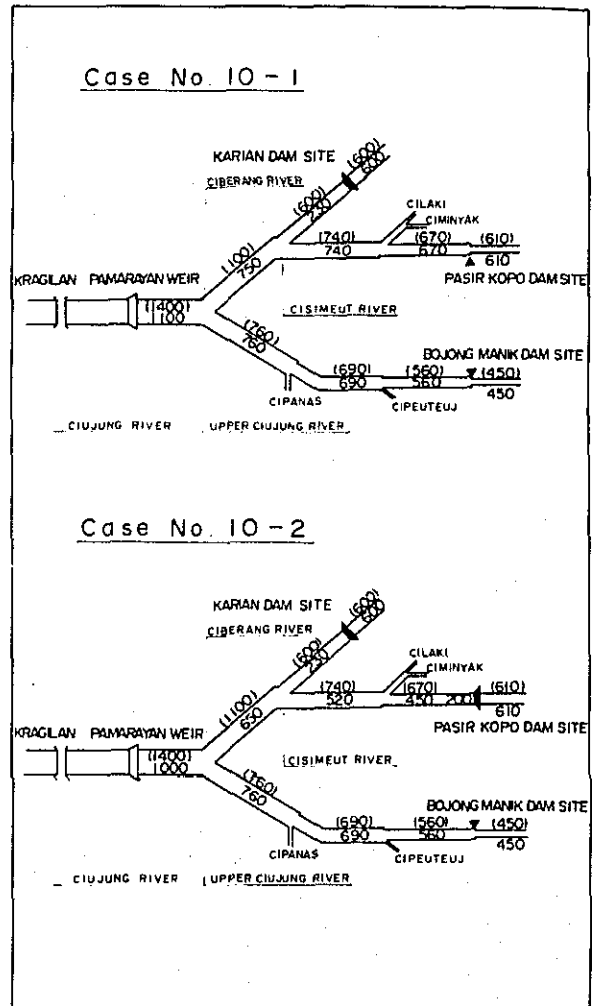 Case No. 10-1
(600)
600
KARIAN DAM SITE
CIBERANG RIVER
(600)
230
CILAKI
CIMINYAK
(1100)
750
(740)
740
(670)
670
(610)
610
PASIR KOPO DAM SITE
KRAGILAN PAMARAYAN WEIR
(1400)
1100
CISIMEUT RIVER
(760)
760
BOJONG MANIK DAM SITE
(690)
690
(560)
560
(450)
450
CIPANAS
CIPEUTEUJ
CIUJUNG RIVER UPPER CIUJUNG RIVER
Case No. 10-2
(600)
600
KARIAN DAM SITE
CIBERANG RIVER
(600)
230
CILAKI
CIMINYAK
(1100)
650
(740)
520
(670)
450 200
(610)
610
PASIR KOPO DAM SITE
KRAGILAN PAMARAYAN WEIR
(1400)
1000
CISIMEUT RIVER
(760)
760
BOJONG MANIK DAM SITE
(690)
690
(560)
560
(450)
450
CIPANAS
CIPEUTEUJ
CIUJUNG RIVER UPPER CIUJUNG RIVER